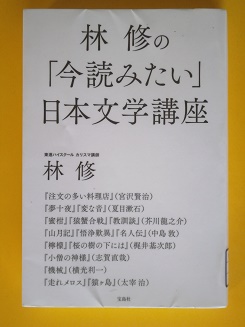 林 修の
「今読みたい」
日本文学講座
東進ハイスクール カリスマ講師
林 修
『注文の多い料理店』(宮沢賢治)
『夢十夜』『変な音』(夏目漱石)
『蜜柑』『猿蟹合戦』『教訓談』(芥川龍之介)
『山月記』『悟浄歎異』『名人伝』(中島 敦)
『檸檬』『桜の樹の下には』(梶井基次郎)
『小僧の神様』(志賀直哉)
『機械』(横光利一)
『走れメロス』『猿ヶ島』(太宰 治)
宝島社